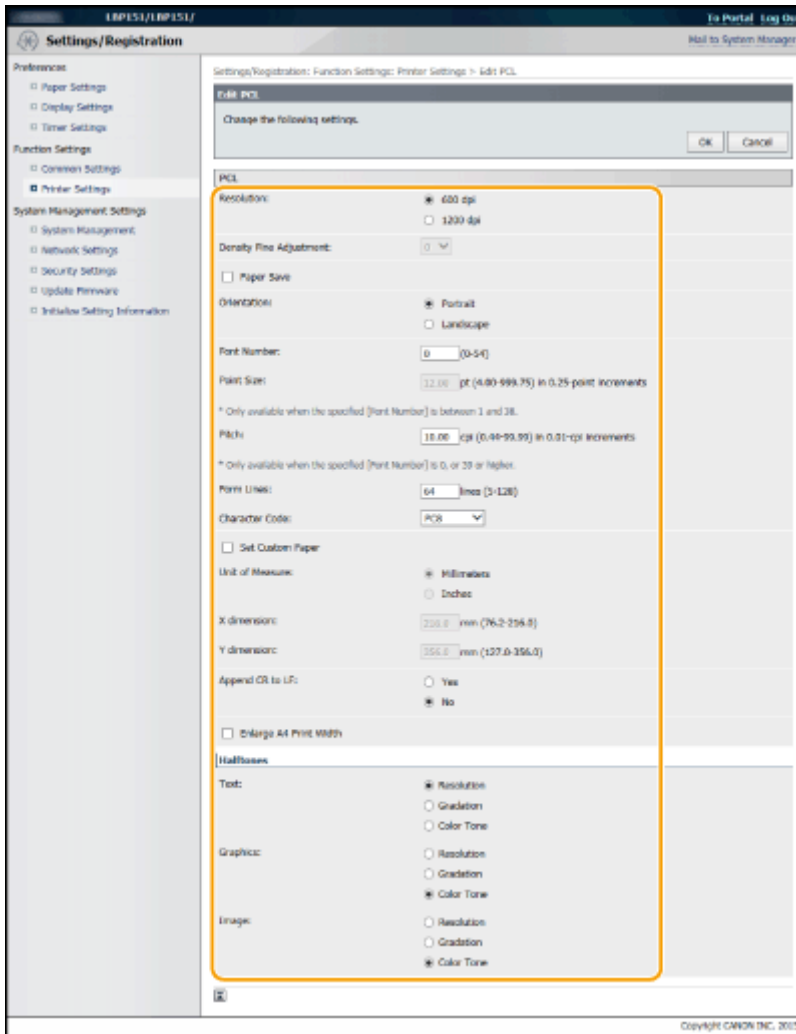 LBP151/LBP151/
To Portal Log Ou
Settings/Registration
Mail to System Manager
Preferences
Paper Settings
Display Settings
Timer Settings
Function Settings
Common Settings
Printer Settings
System Management Settings
System Management
Network Settings
Security Settings
Update Firmware
Initialize Setting Information
Settings/Registration: Function Settings: Printer Settings > Edit PCL
Edit PCL
Change the following settings.
OK Cancel
PCL
Resolution: 600 dpi
1200 dpi
Density Fine Adjustment: 0
Paper Save
Orientation: Portrait
Landscape
Font Number: 0 (0-54)
Point Size: 12.00 pt (4.00-999.75) in 0.25-point increments
* Only available when the specified [Font Number] is between 1 and 38.
Pitch: 10.00 cpi (0.44-99.99) in 0.01-cpi increments
* Only available when the specified [Font Number] is 0, or 39 or higher.
Form Lines: 64 lines (5-128)
Character Code: PC8
Set Custom Paper
Unit of Measure: Millimeters
Inches
X dimension: 216.0 mm (76.2-216.0)
Y dimension: 356.0 mm (127.0-356.0)
Append CR to LF: Yes
No
Enlarge A4 Print Width
Halftones
Text: Resolution
Gradation
Color Tone
Graphics: Resolution
Gradation
Color Tone
Image: Resolution
Gradation
Color Tone
Copyright CANON INC. 201